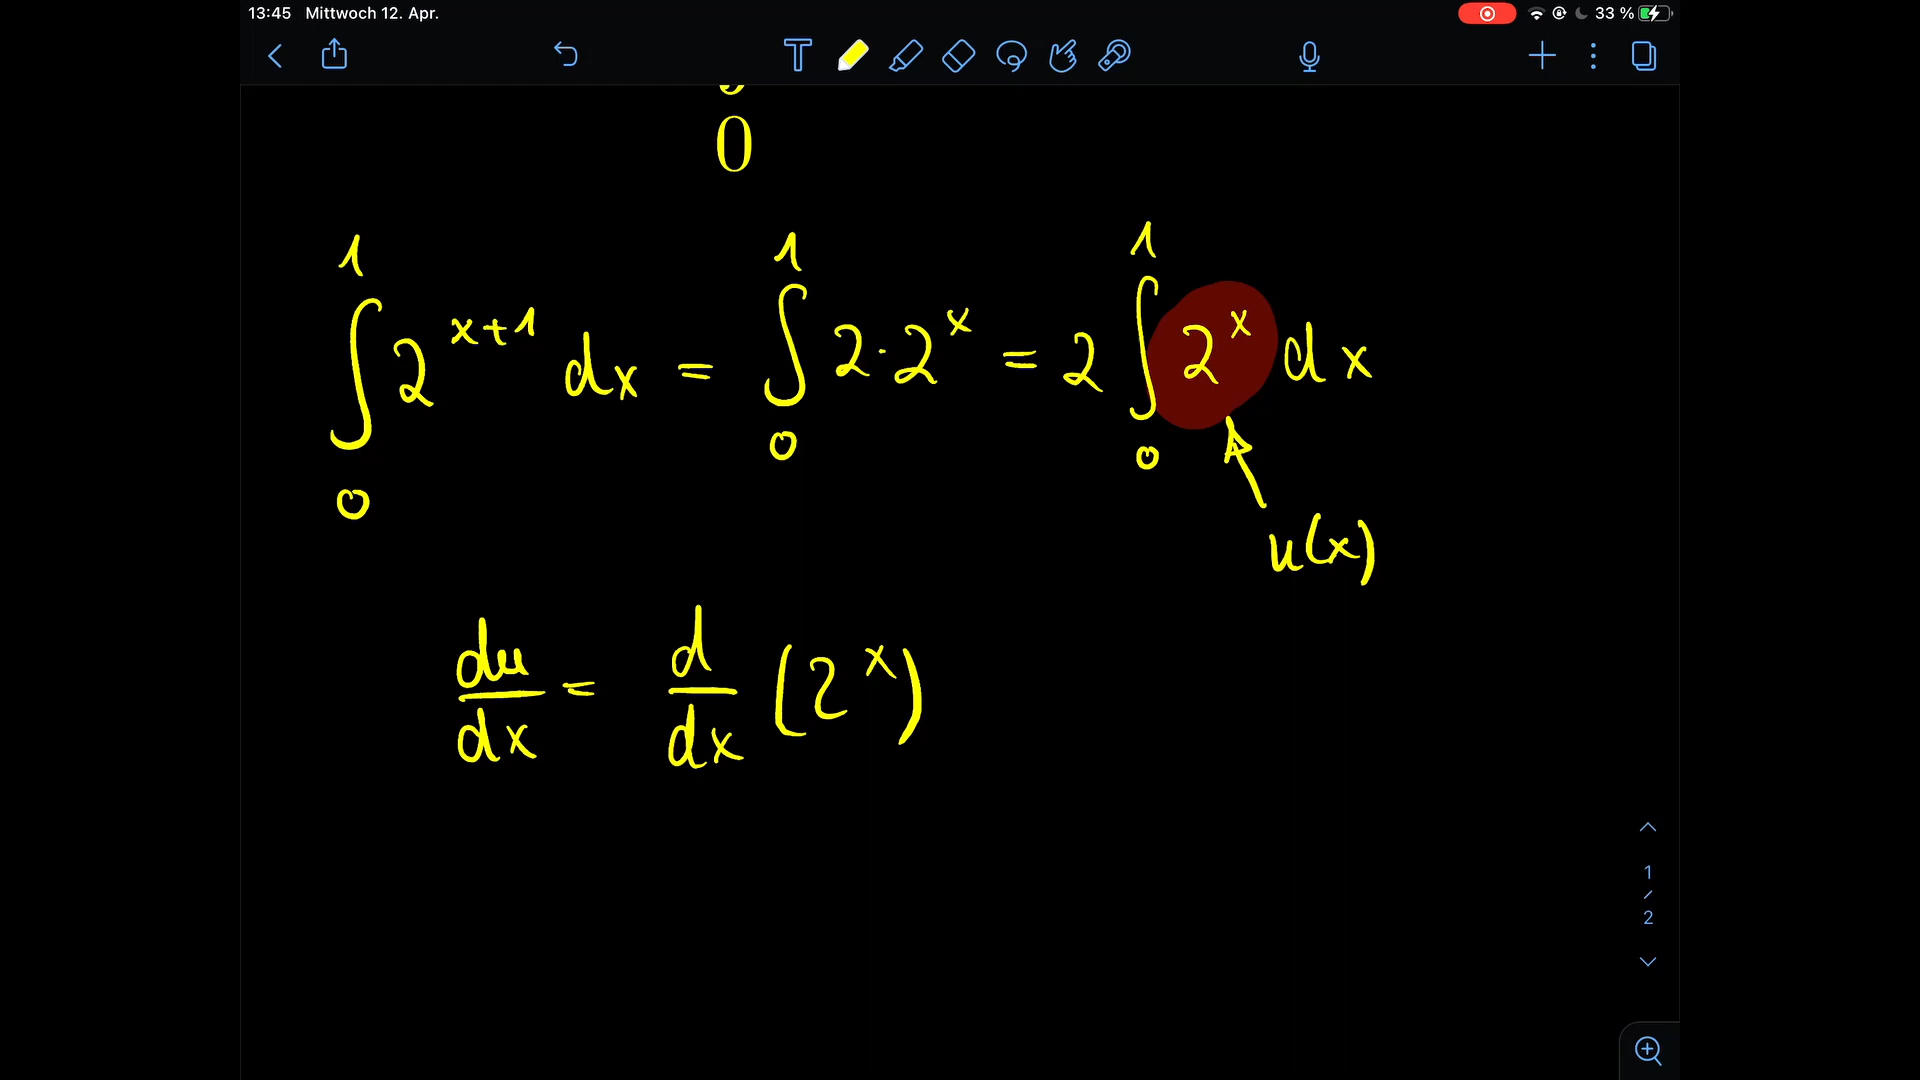 13:45 Mittwoch 12. Apr. 33 %
0
∫₀¹ 2^(x+1) dx = ∫₀¹ 2·2^x = 2 ∫₀¹ 2^x dx
u(x)
du/dx = d/dx (2^x)
1
/
2